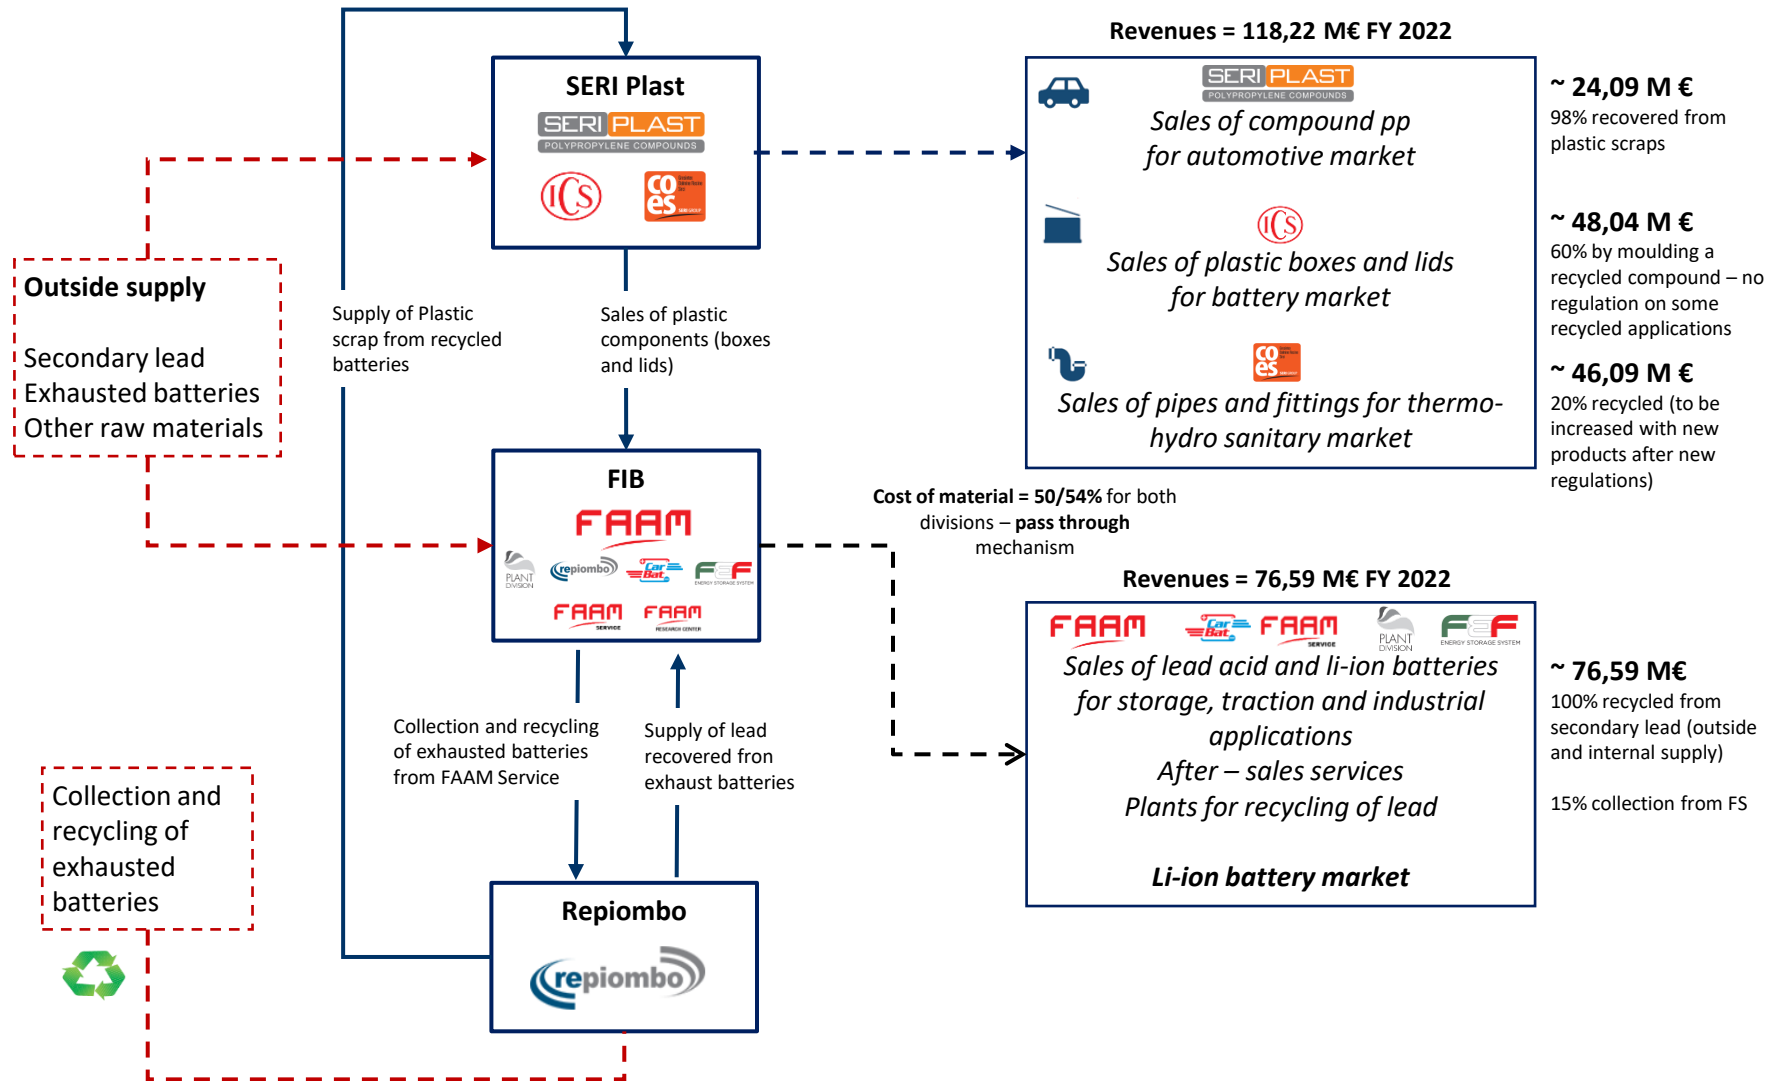 Revenues = 118,22 M€ FY 2022
SERI Plast
SERI PLAST
POLYPROPYLENE COMPOUNDS
ICS
co
es
SERI PLAST
POLYPROPYLENE COMPOUNDS
Sales of compound pp
for automotive market
~ 24,09 M €
98% recovered from
plastic scraps
ICS
Sales of plastic boxes and lids
for battery market
~ 48,04 M €
60% by moulding a
recycled compound – no
regulation on some
recycled applications
co
es
Sales of pipes and fittings for thermo-
hydro sanitary market
~ 46,09 M €
20% recycled (to be
increased with new
products after new
regulations)
Outside supply
Secondary lead
Exhausted batteries
Other raw materials
Supply of Plastic
scrap from recycled
batteries
Sales of plastic
components (boxes
and lids)
FIB
FAAM
PLANT
DIVISION
repiombo
Car
Bat
FEF
ENERGY STORAGE SYSTEM
FAAM
SERVICE
FAAM
RESEARCH CENTER
Cost of material = 50/54% for both
divisions – pass through
mechanism
Revenues = 76,59 M€ FY 2022
FAAM
Car
Bat
FAAM
SERVICE
PLANT
DIVISION
FEF
ENERGY STORAGE SYSTEM
Sales of lead acid and li-ion batteries
for storage, traction and industrial
applications
After – sales services
Plants for recycling of lead
Li-ion battery market
~ 76,59 M€
100% recycled from
secondary lead (outside
and internal supply)
15% collection from FS
Collection and recycling
of exhausted batteries
from FAAM Service
Supply of lead
recovered fron
exhaust batteries
Collection and
recycling of
exhausted
batteries
Repiombo
repiombo